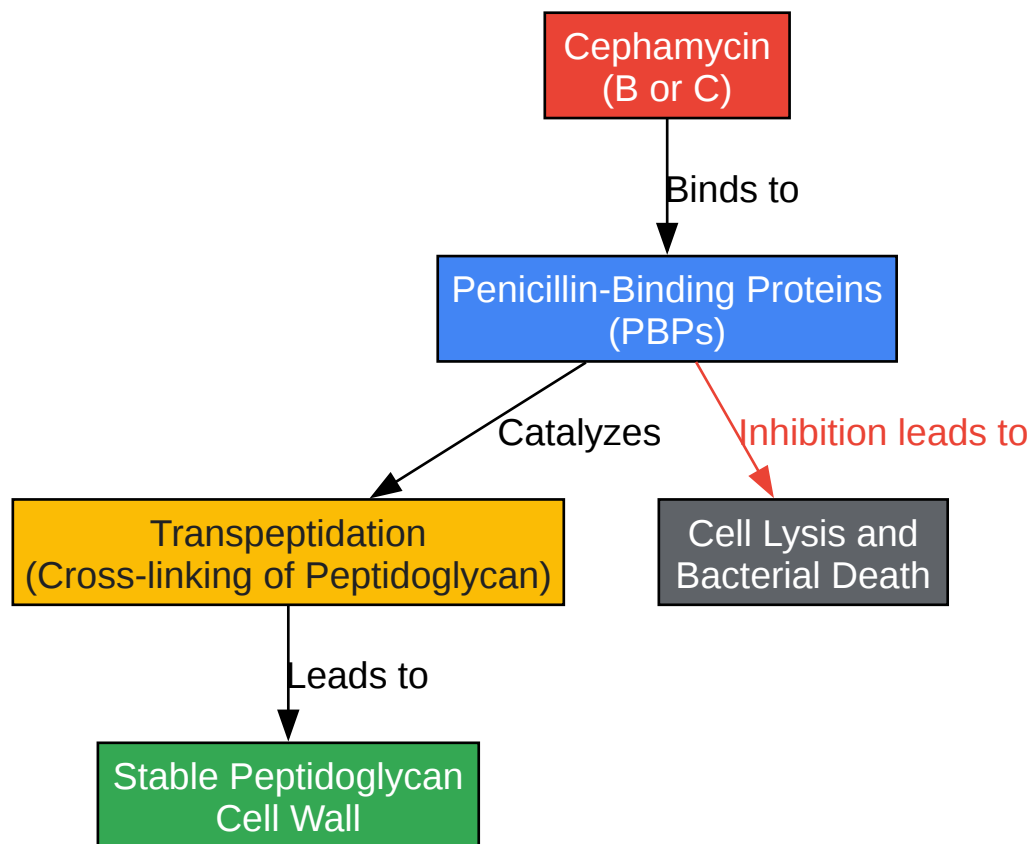 Cephamycin
(B or C)
Binds to
Penicillin-Binding Proteins
(PBPs)
Catalyzes
Inhibition leads to
Transpeptidation
(Cross-linking of Peptidoglycan)
Cell Lysis and
Bacterial Death
Leads to
Stable Peptidoglycan
Cell Wall